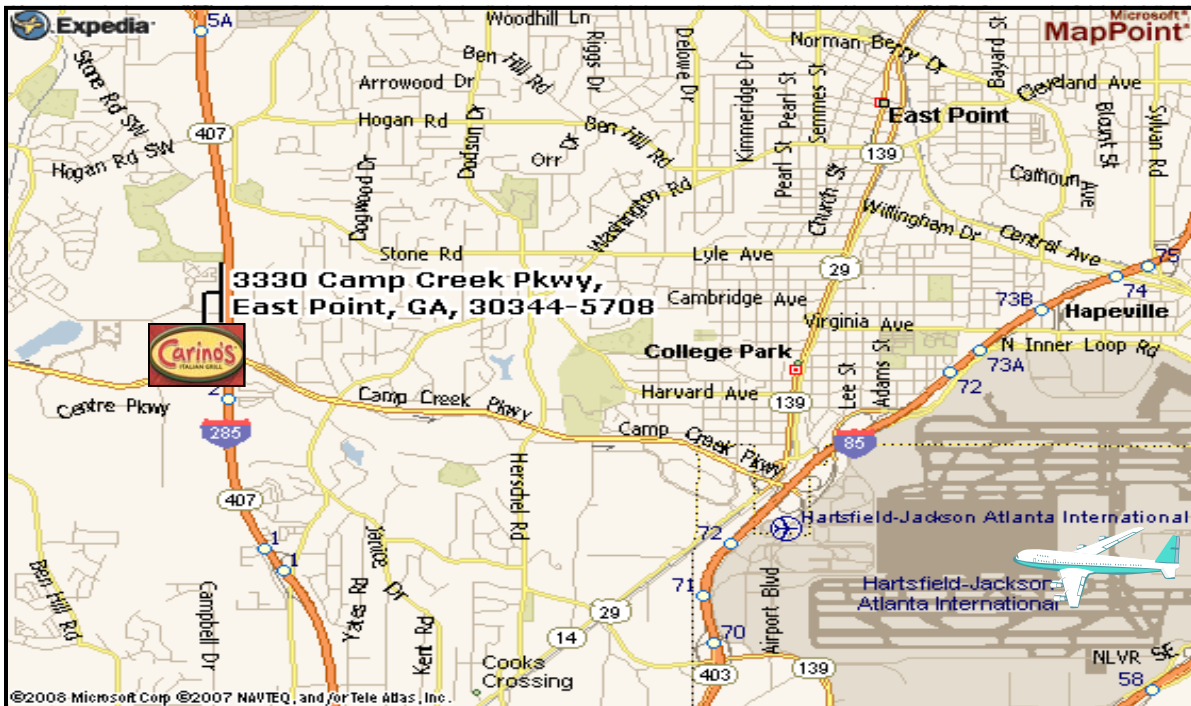 Expedia
5A
Woodhill Ln
Microsoft
MapPoint
Stone Rd SW
Ben Hill Rd
Riggs Dr
Delowe Dr
Norman Berry Dr
Bayard St
Arrowood Dr
Kimmeridge Dr
Pearl St
Pearl St
Semmes St
Cleveland Ave
East Point
Blount St
Sylvan Rd
407
Hogan Rd
Dodson Dr
Ben Hill Rd
Hogan Rd SW
Orr Dr
139
Dogwood Dr
Washington Rd
Church St
Calhoun Ave
Willingham Dr
Central Ave
Stone Rd
Lyle Ave
29
75
3330 Camp Creek Pkwy,
East Point, GA, 30344-5708
74
Cambridge Ave
73B
Hapeville
Virginia Ave
Carino's
ITALIAN GRILL
College Park
N Inner Loop Rd
73A
Lee St
Adams St
72
2
Centre Pkwy
Camp Creek Pkwy
Harvard Ave
139
285
Camp Creek Pkwy
85
407
Herschel Rd
Hartsfield-Jackson Atlanta International
72
1
1
Janice Dr
Ben Hill Rd
Campbell Dr
Yates Rd
Kent Rd
71
Airport Blvd
Hartsfield-Jackson
Atlanta International
29
14
70
Cooks
Crossing
403
139
NLVR SE
58
©2008 Microsoft Corp ©2007 NAVTEQ, and/or Tele Atlas, Inc.